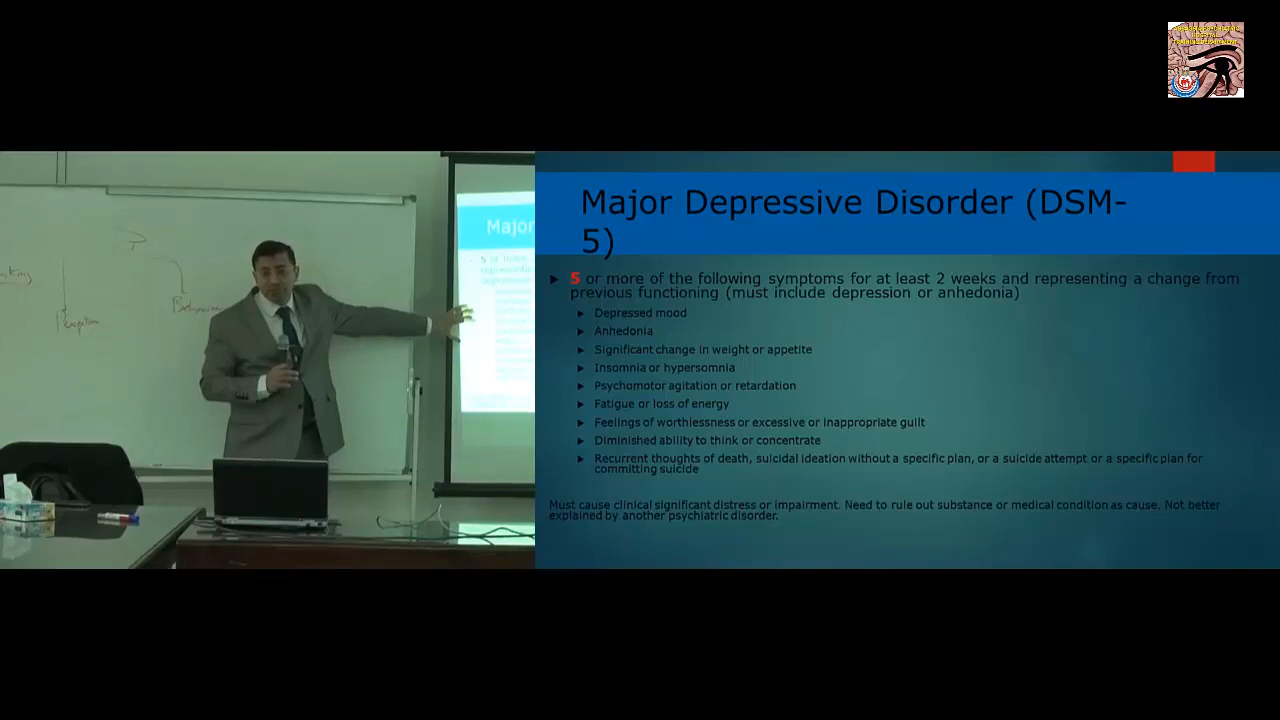 Major Depressive Disorder (DSM-
5)
5 or more of the following symptoms for at least 2 weeks and representing a change from
previous functioning (must include depression or anhedonia)
Depressed mood
Anhedonia
Significant change in weight or appetite
Insomnia or hypersomnia
Psychomotor agitation or retardation
Fatigue or loss of energy
Feelings of worthlessness or excessive or inappropriate guilt
Diminished ability to think or concentrate
Recurrent thoughts of death, suicidal ideation without a specific plan, or a suicide attempt or a specific plan for
committing suicide
Must cause clinical significant distress or impairment. Need to rule out substance or medical condition as cause. Not better
explained by another psychiatric disorder.
Major